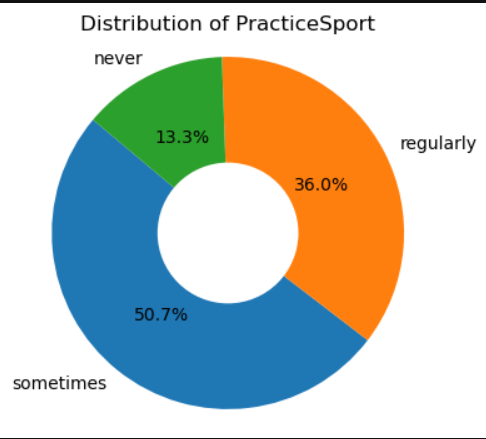 Distribution of PracticeSport
never
13.3%
regularly
36.0%
50.7%
sometimes